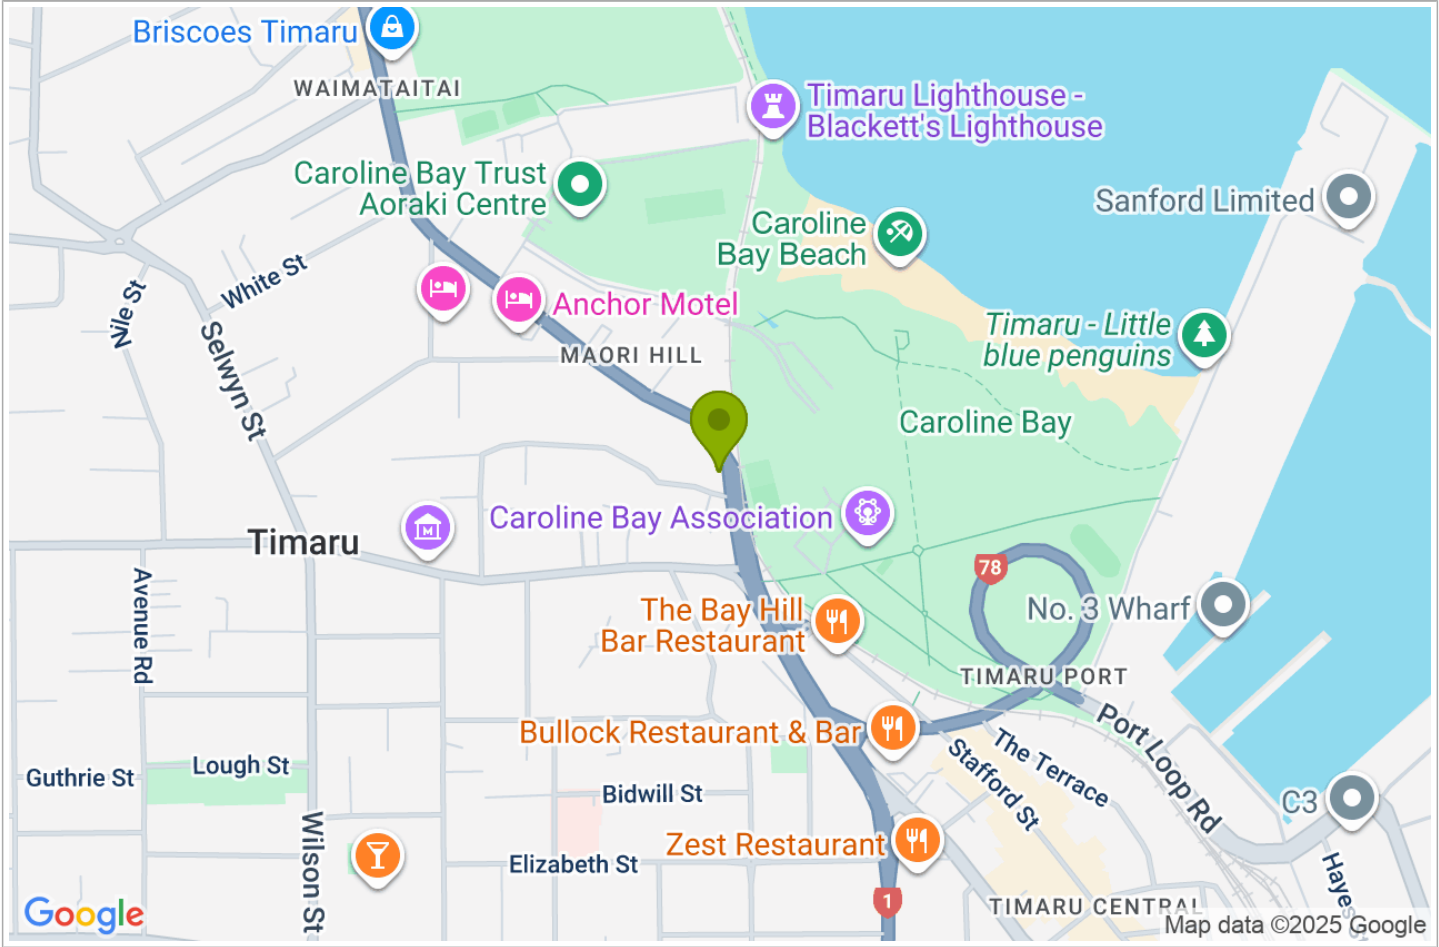 Briscoes Timaru
WAIMATAITAI
Timaru Lighthouse -
Blackett's Lighthouse
Caroline Bay Trust
Aoraki Centre
Sanford Limited
Caroline
Bay Beach
White St
Nile St
Anchor Motel
Timaru - Little
blue penguins
Selwyn St
MAORI HILL
Caroline Bay
Caroline Bay Association
Timaru
M
78
Avenue Rd
The Bay Hill
Bar Restaurant
No. 3 Wharf
TIMARU PORT
Bullock Restaurant & Bar
Port Loop Rd
The Terrace
Stafford St
Lough St
Guthrie St
Bidwill St
C3
Wilson St
Zest Restaurant
Elizabeth St
Hayes S
1
TIMARU CENTRAL
Google
Map data ©2025 Google